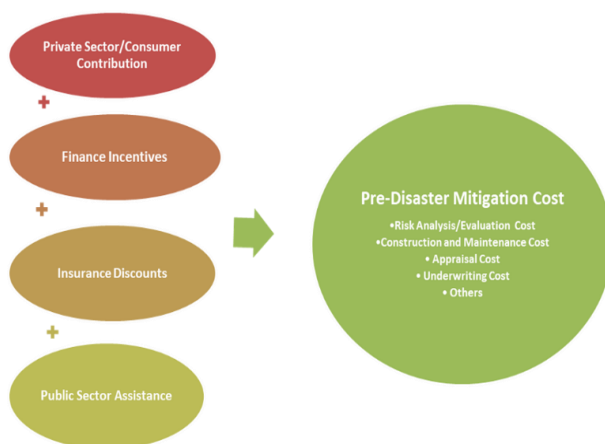 Private Sector/Consumer
Contribution
+
Finance Incentives
+
Insurance Discounts
+
Public Sector Assistance
Pre-Disaster Mitigation Cost
•Risk Analysis/Evaluation Cost
•Construction and Maintenance Cost
• Appraisal Cost
• Underwriting Cost
• Others